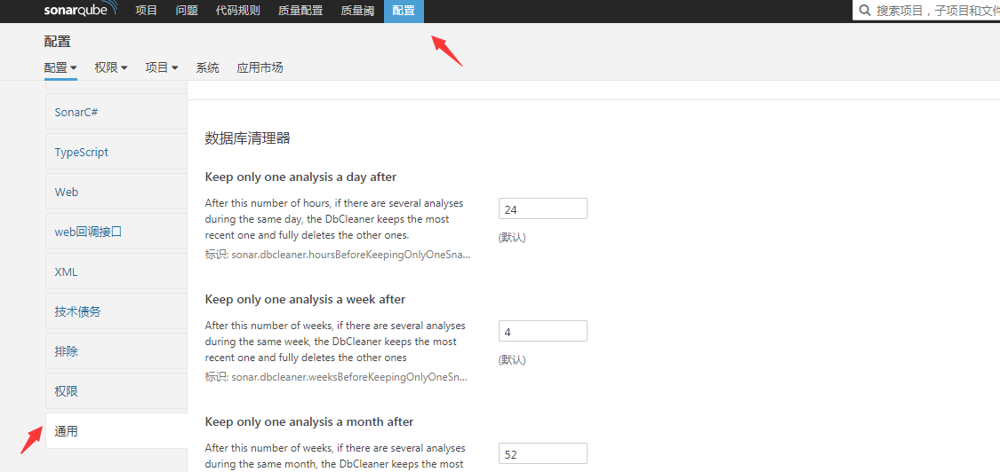 sonarqube 项目 问题 代码规则 质量配置 质量阈 配置 搜索项目，子项目和文件
配置
配置 权限 项目 系统 应用市场
SonarC#
TypeScript
Web
web回调接口
XML
技术债务
排除
权限
通用
数据库清理器
Keep only one analysis a day after
After this number of hours, if there are several analyses
during the same day, the DbCleaner keeps the most
recent one and fully deletes the other ones.
标识: sonar.dbcleaner.hoursBeforeKeepingOnlyOneSna...
24
(默认)
Keep only one analysis a week after
After this number of weeks, if there are several analyses
during the same week, the DbCleaner keeps the most
recent one and fully deletes the other ones
标识: sonar.dbcleaner.weeksBeforeKeepingOnlyOneSn...
4
(默认)
Keep only one analysis a month after
After this number of weeks, if there are several analyses
during the same month, the DbCleaner keeps the most
52